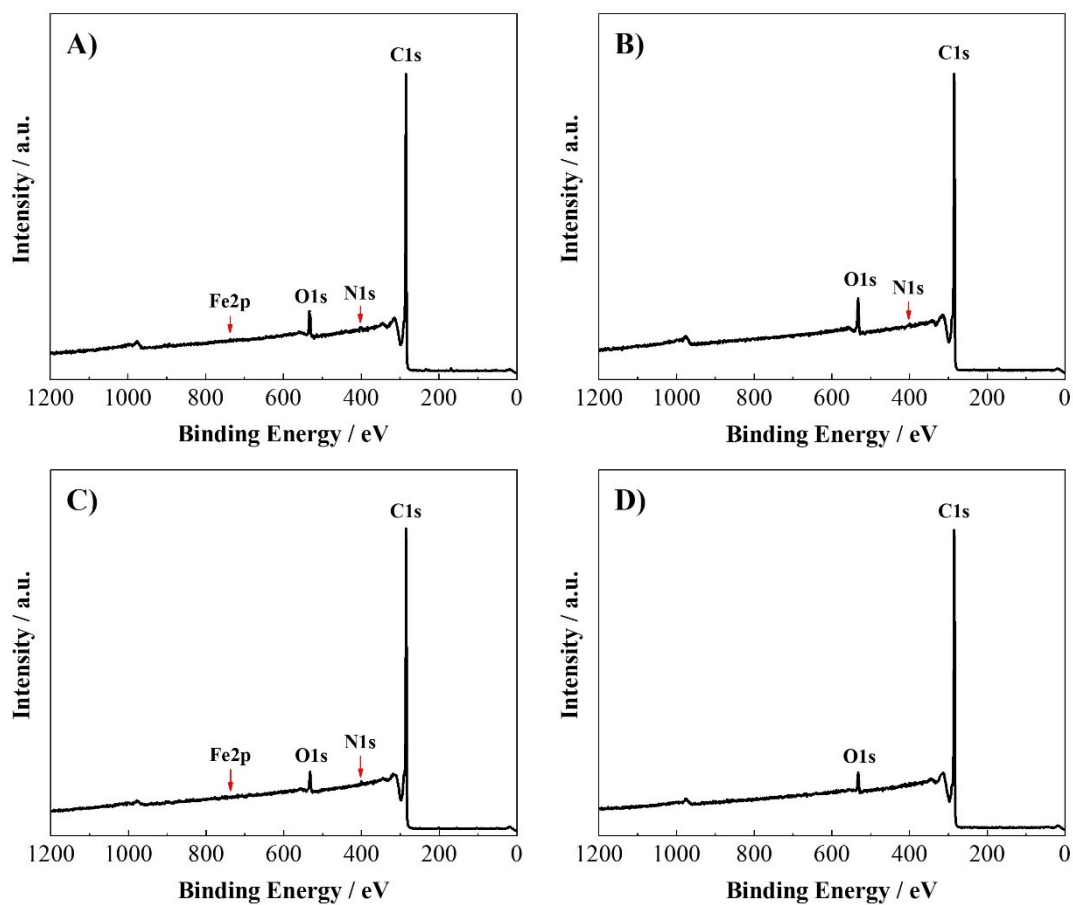 A)
C1s
Fe2p
O1s
N1s
Intensity / a.u.
1200 1000 800 600 400 200 0
Binding Energy / eV
B)
C1s
O1s
N1s
Intensity / a.u.
1200 1000 800 600 400 200 0
Binding Energy / eV
C)
C1s
Fe2p
O1s
N1s
Intensity / a.u.
1200 1000 800 600 400 200 0
Binding Energy / eV
D)
C1s
O1s
Intensity / a.u.
1200 1000 800 600 400 200 0
Binding Energy / eV